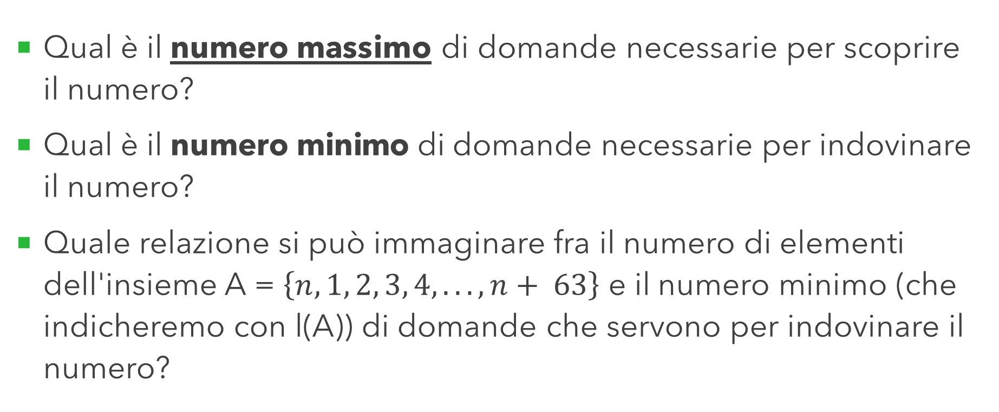 Qual è il numero massimo di domande necessarie per scoprire
il numero?
Qual è il numero minimo di domande necessarie per indovinare
il numero?
Quale relazione si può immaginare fra il numero di elementi
dell'insieme A = {n, 1, 2, 3, 4, . . . , n + 63} e il numero minimo (che
indicheremo con l(A)) di domande che servono per indovinare il
numero?